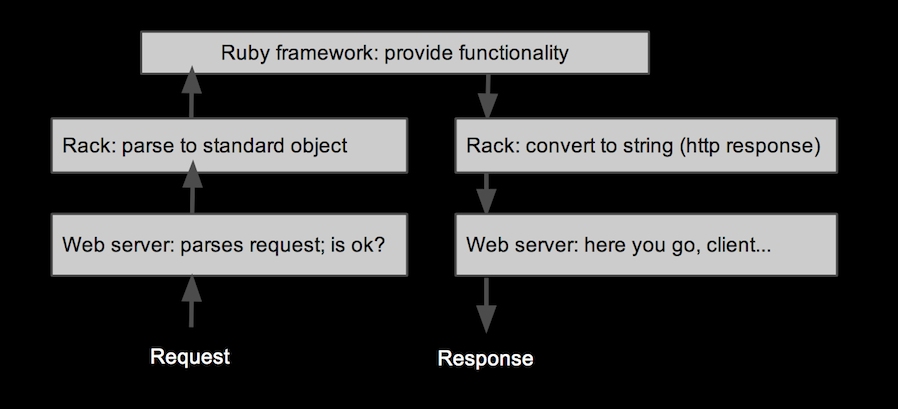 Ruby framework: provide functionality
Rack: parse to standard object
Rack: convert to string (http response)
Web server: parses request; is ok?
Web server: here you go, client...
Request
Response